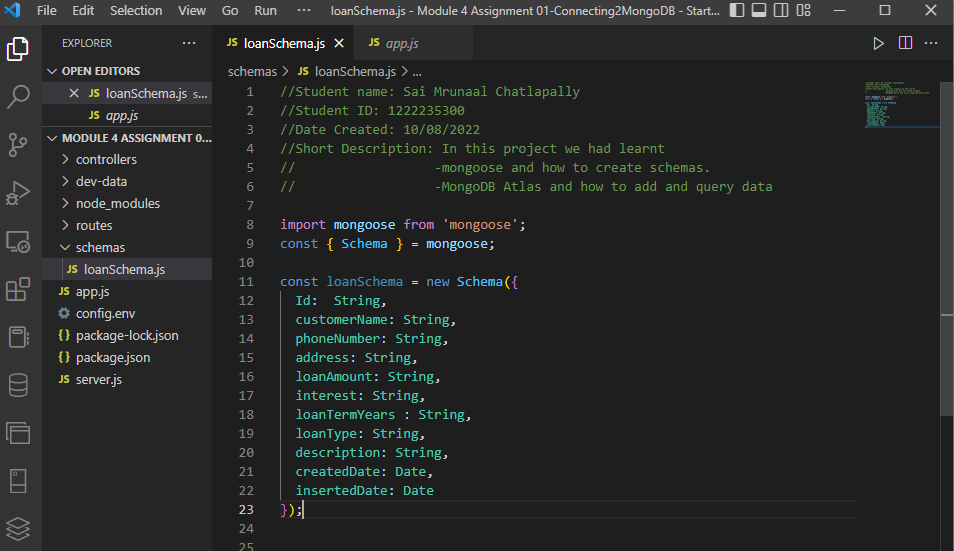 File Edit Selection View Go Run ··· loanSchema.js - Module 4 Assignment 01-Connecting2MongoDB - Start...
EXPLORER ···
OPEN EDITORS
JS loanSchema.js s...
JS app.js
MODULE 4 ASSIGNMENT 0...
controllers
dev-data
node_modules
routes
schemas
JS loanSchema.js
JS app.js
config.env
{} package-lock.json
{} package.json
JS server.js
JS loanSchema.js JS app.js
schemas > JS loanSchema.js > ...
1 //Student name: Sai Mrunaal Chatlapally
2 //Student ID: 1222235300
3 //Date Created: 10/08/2022
4 //Short Description: In this project we had learnt
5 // -mongoose and how to create schemas.
6 // -MongoDB Atlas and how to add and query data
7
8 import mongoose from 'mongoose';
9 const { Schema } = mongoose;
10
11 const loanSchema = new Schema({
12 Id: String,
13 customerName: String,
14 phoneNumber: String,
15 address: String,
16 loanAmount: String,
17 interest: String,
18 loanTermYears : String,
19 loanType: String,
20 description: String,
21 createdDate: Date,
22 insertedDate: Date
23 });
24
25